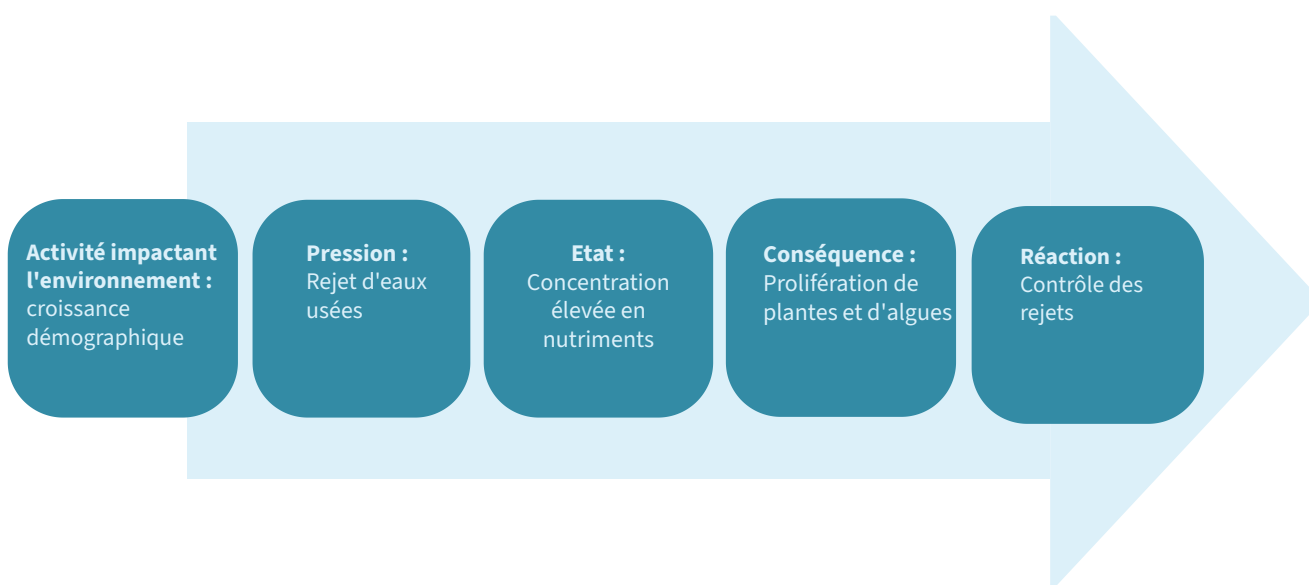 Activité impactant
l'environnement :
croissance
démographique
Pression :
Rejet d'eaux
usées
Etat :
Concentration
élevée en
nutriments
Conséquence :
Prolifération de
plantes et d'algues
Réaction :
Contrôle des
rejets